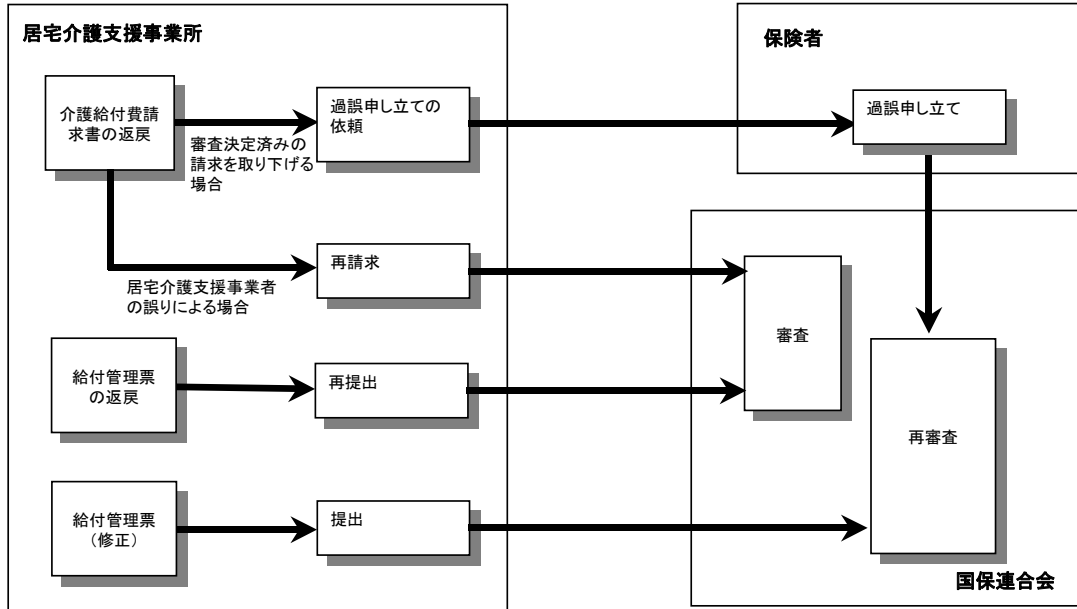 居宅介護支援事業所
介護給付費請
求書の返戻
審査決定済みの
請求を取り下げる
場合
過誤申し立ての
依頼
保険者
過誤申し立て
居宅介護支援事業者
の誤りによる場合
再請求
審査
給付管理票
の返戻
再提出
再審査
給付管理票
（修正）
提出
国保連合会